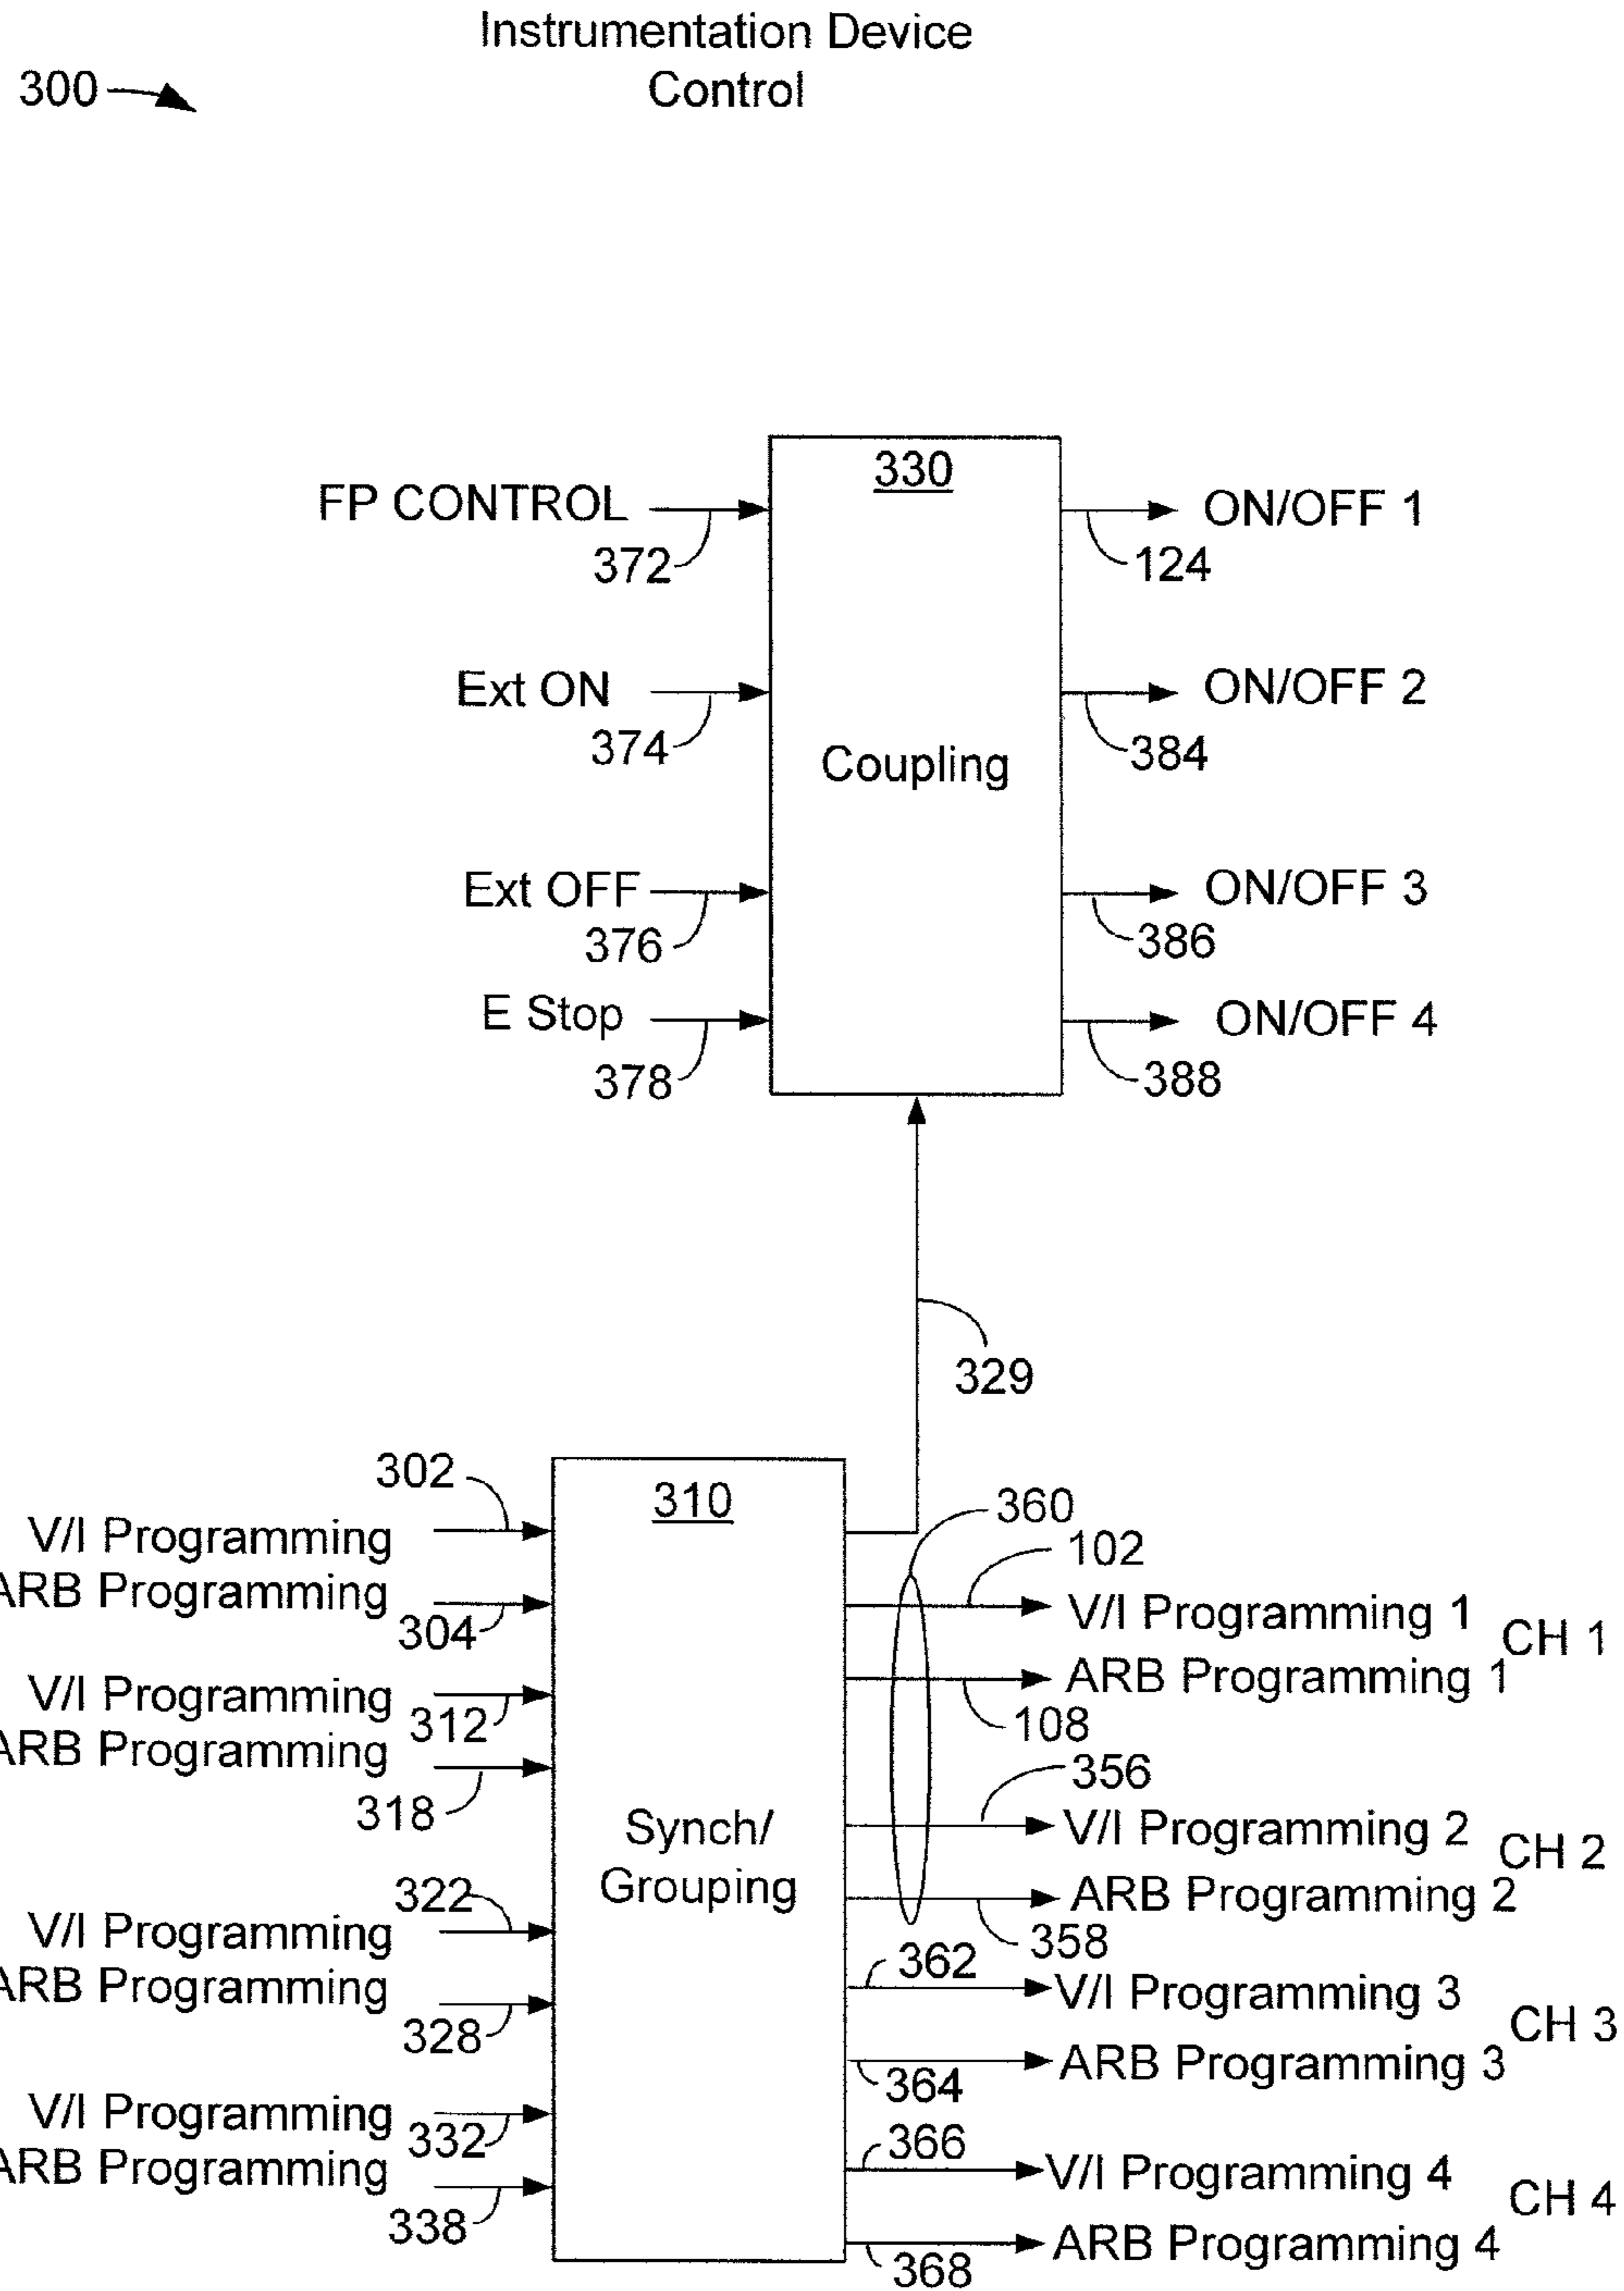 Instrumentation Device
Control
300
330
FP CONTROL
372
ON/OFF 1
124
Ext ON
374
Coupling
ON/OFF 2
384
Ext OFF
376
ON/OFF 3
386
E Stop
378
ON/OFF 4
388
329
302
310
360
102
V/I Programming
ARB Programming
304
V/I Programming 1
CH 1
ARB Programming 1
108
V/I Programming
312
ARB Programming
318
356
Synch/
Grouping
V/I Programming 2
CH 2
ARB Programming 2
358
322
V/I Programming
ARB Programming
328
362
V/I Programming 3
CH 3
ARB Programming 3
364
V/I Programming
332
ARB Programming
338
366
V/I Programming 4
CH 4
ARB Programming 4
368